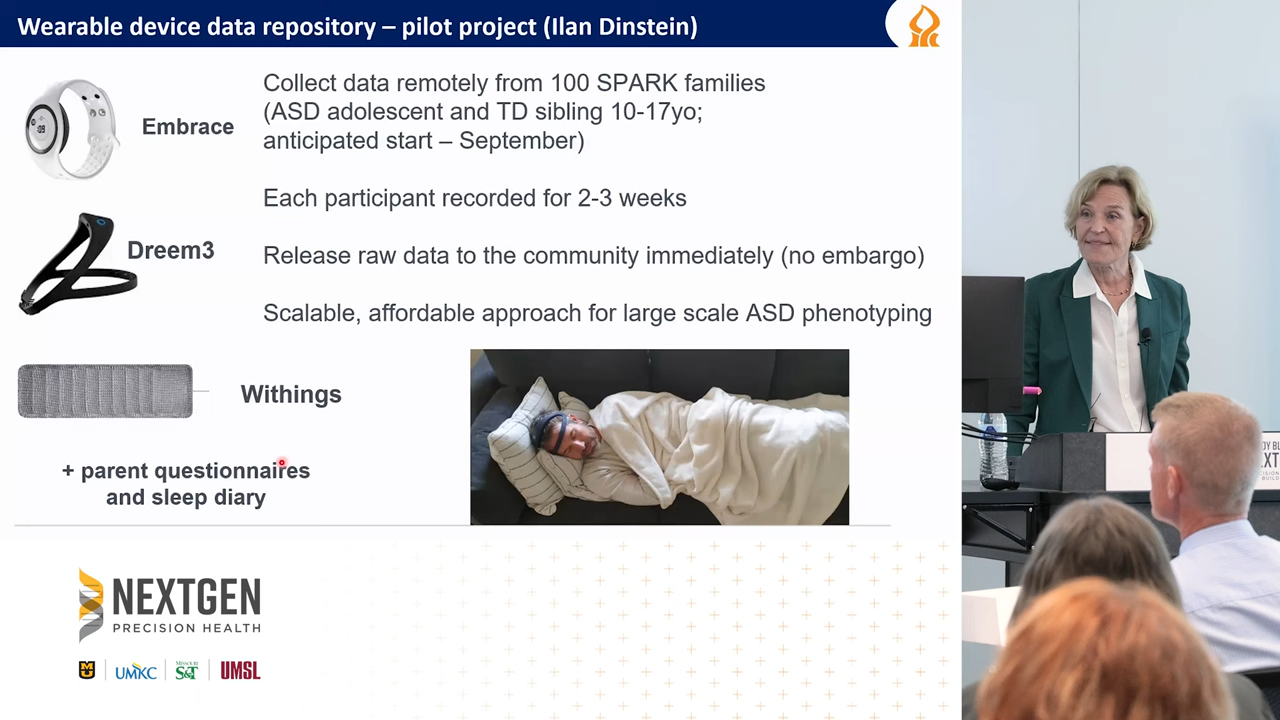 Wearable device data repository – pilot project (Ilan Dinstein)
Embrace
Collect data remotely from 100 SPARK families
(ASD adolescent and TD sibling 10-17yo;
anticipated start – September)
Each participant recorded for 2-3 weeks
Dreem3
Release raw data to the community immediately (no embargo)
Scalable, affordable approach for large scale ASD phenotyping
Withings
+ parent questionnaires
and sleep diary
NEXTGEN
PRECISION HEALTH
UMKC
MISSOURI
S&T
UMSL
NEXT